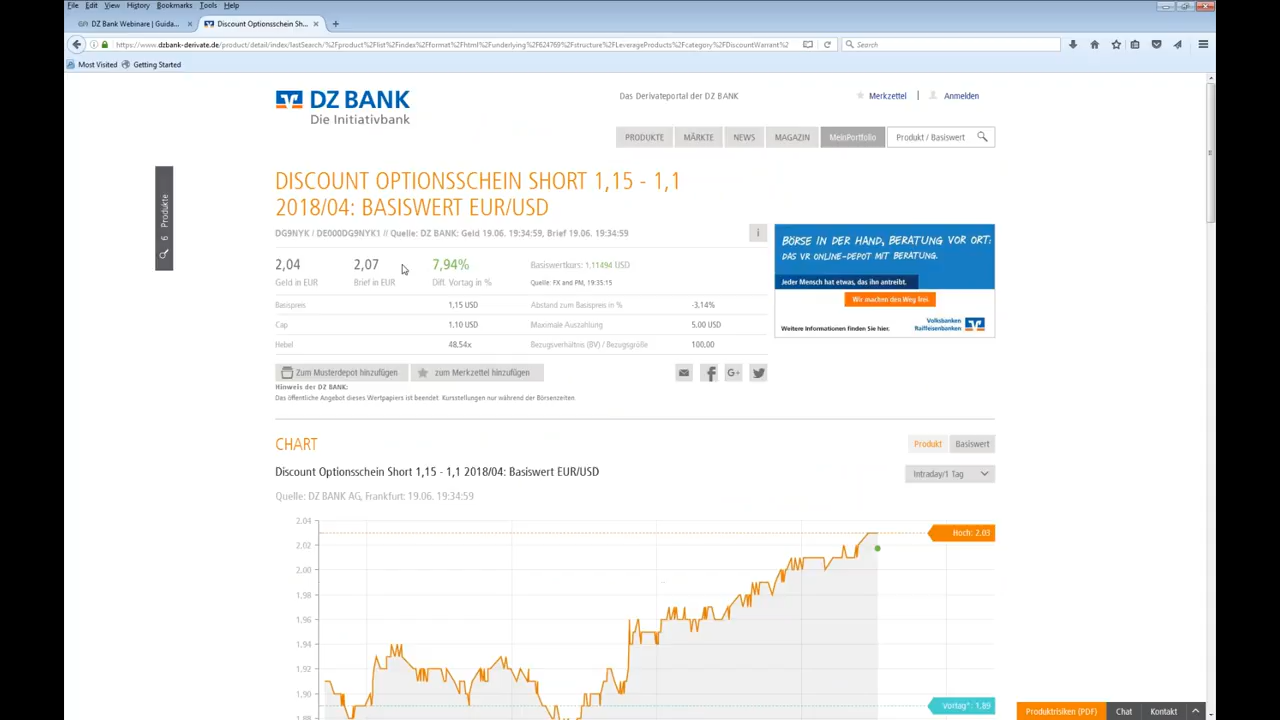 File Edit View History Bookmarks Tools Help
DZ Bank Webinare | Guida... × Discount Optionsschein Sh... × +
https://www.dzbank-derivate.de/product/detail/index/lastSearch/%2Fproduct%2Flist%2Findex%2Fformat%2Fhtml%2Funderlying%2F624769%2Fstructure%2FLeverageProducts%2Fcategory%2FDiscountWarrant%2 Search
Most Visited Getting Started
DZ BANK
Die Initiativbank
Das Derivateportal der DZ BANK
Merkzettel | Anmelden
PRODUKTE MÄRKTE NEWS MAGAZIN MeinPortfolio Produkt / Basiswert
6 Produkte
DISCOUNT OPTIONSSCHEIN SHORT 1,15 - 1,1
2018/04: BASISWERT EUR/USD
DG9NYK / DE000DG9NYK1 // Quelle: DZ BANK: Geld 19.06. 19:34:59, Brief 19.06. 19:34:59
i
2,04 2,07 7,94% Basiswertkurs: 1,11494 USD
Geld in EUR Brief in EUR Diff. Vortag in % Quelle: FX and PM, 19:35:15
Basispreis 1,15 USD Abstand zum Basispreis in % -3,14%
Cap 1,10 USD Maximale Auszahlung 5,00 USD
Hebel 48,54x Bezugsverhältnis (BV) / Bezugsgröße 100,00
Zum Musterdepot hinzufügen zum Merkzettel hinzufügen
G+
Hinweis der DZ BANK:
Das öffentliche Angebot dieses Wertpapiers ist beendet. Kursstellungen nur während der Börsenzeiten.
BÖRSE IN DER HAND, BERATUNG VOR ORT:
DAS VR ONLINE-DEPOT MIT BERATUNG.
Jeder Mensch hat etwas, das ihn antreibt.
Wir machen den Weg frei.
Volksbanken
Raiffeisenbanken
Weitere Informationen finden Sie hier.
CHART
Produkt Basiswert
Discount Optionsschein Short 1,15 - 1,1 2018/04: Basiswert EUR/USD
Intraday/1 Tag
Quelle: DZ BANK AG, Frankfurt: 19.06. 19:34:59
2,04
Hoch: 2,03
2,02
2,00
1,98
1,96
1,94
1,92
1,90
Vortag*: 1,89
Produktrisiken (PDF) Chat Kontakt